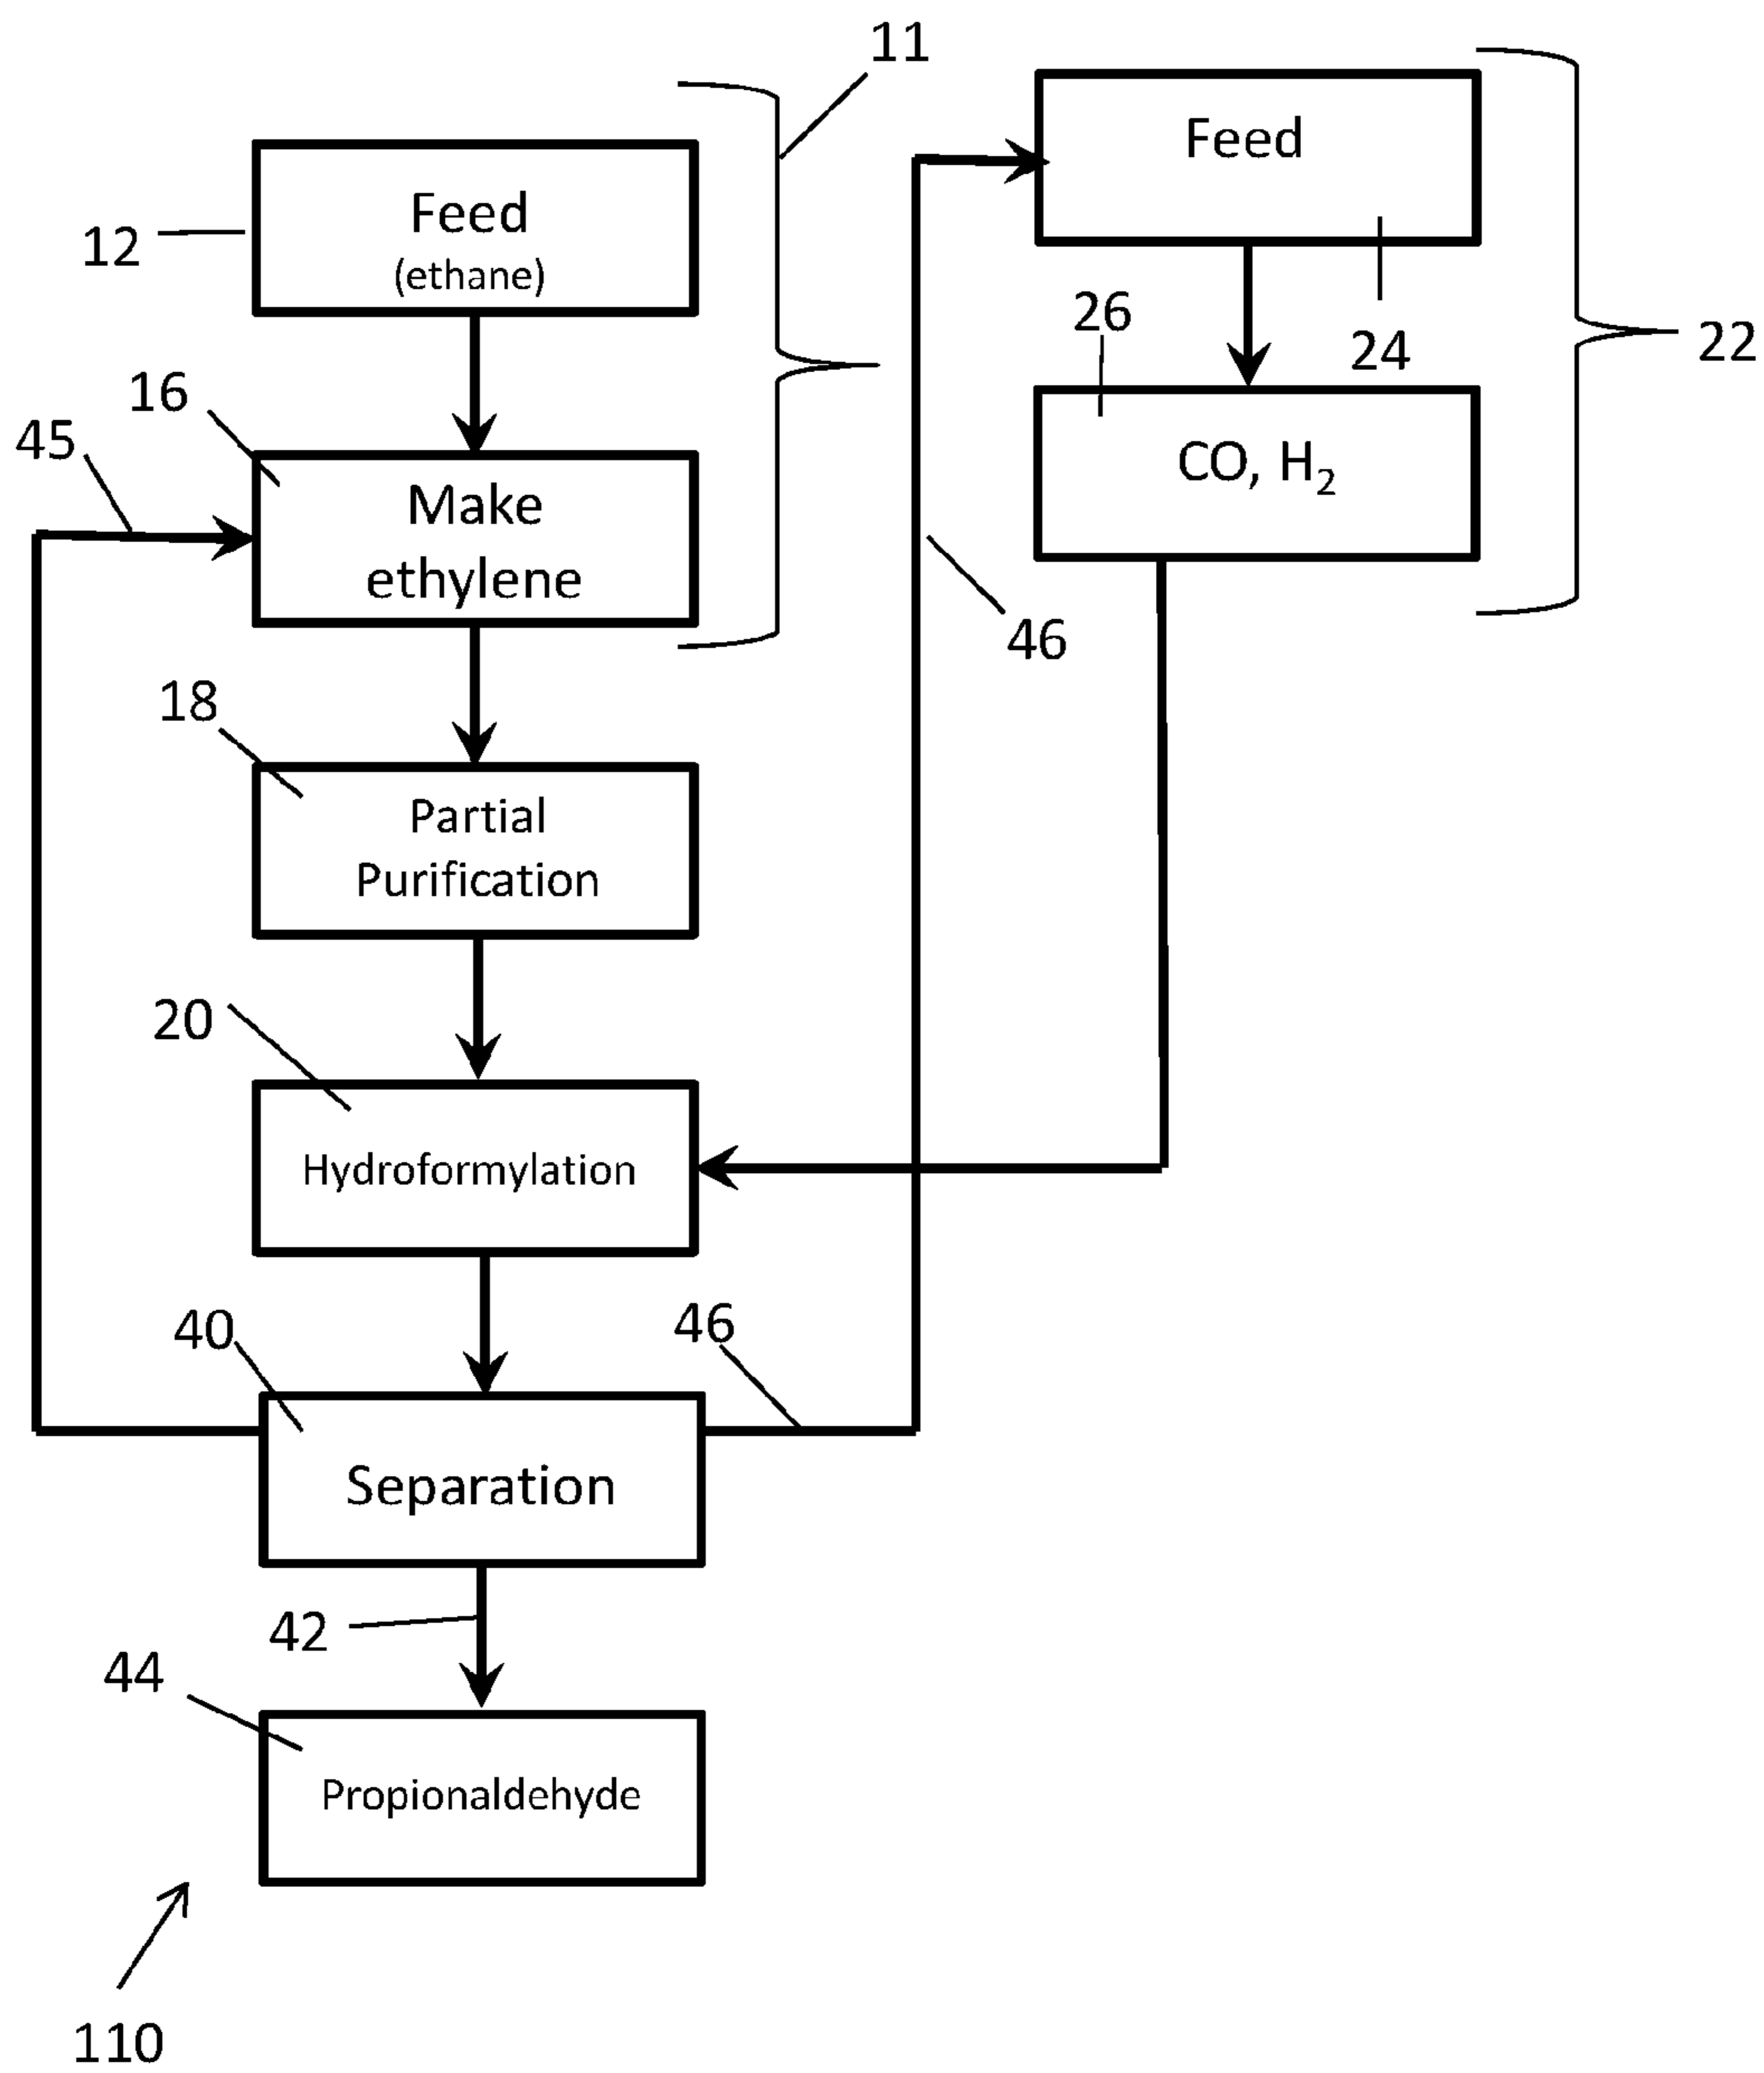 11
Feed
(ethane)
12
Feed
24
22
26
CO, H₂
16
45
Make
ethylene
46
18
Partial
Purification
20
Hydroformylation
40
46
Separation
42
44
Propionaldehyde
110